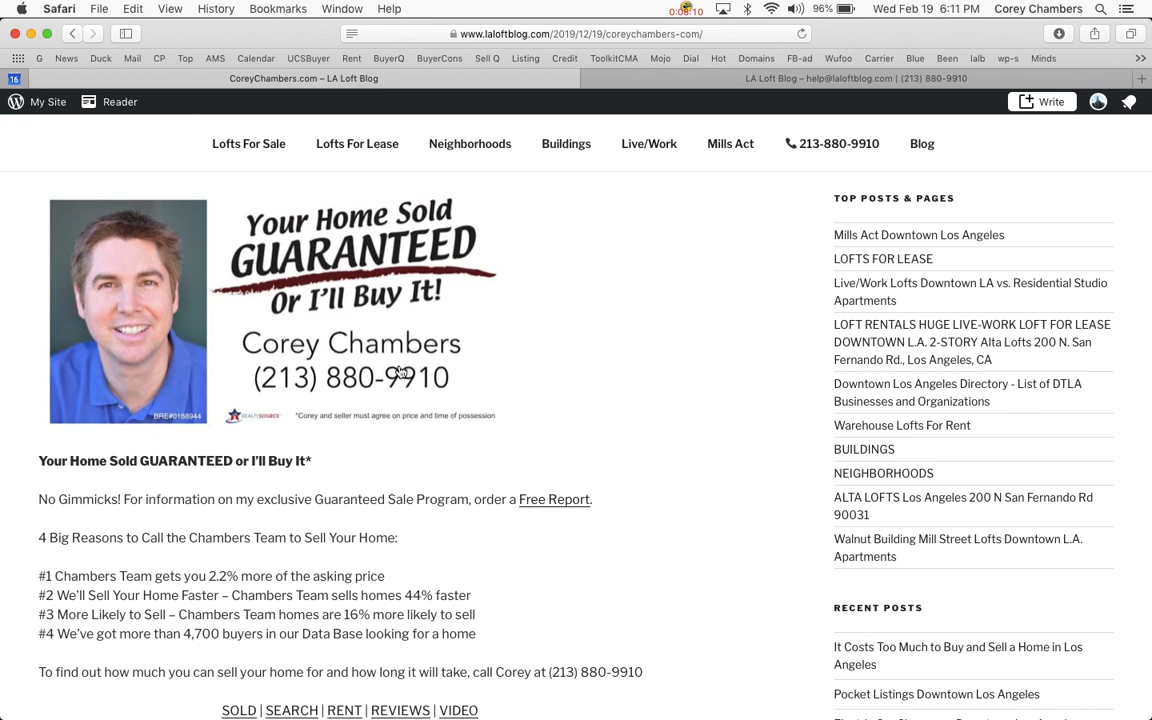 Safari File Edit View History Bookmarks Window Help 0:08:10 96% Wed Feb 19 6:11 PM Corey Chambers
www.laloftblog.com/2019/12/19/coreychambers-com/
G News Duck Mail CP Top AMS Calendar UCSBuyer Rent BuyerQ BuyerCons Sell Q Listing Credit ToolkitCMA Mojo Dial Hot Domains FB-ad Wufoo Carrier Blue Been lalb wp-s Minds
16 CoreyChambers.com – LA Loft Blog LA Loft Blog – help@laloftblog.com | (213) 880-9910
My Site Reader Write
Lofts For Sale Lofts For Lease Neighborhoods Buildings Live/Work Mills Act 213-880-9910 Blog
Your Home Sold
GUARANTEED
Or I'll Buy It!
Corey Chambers
(213) 880-9910
BRE#0188944
REALTYSOURCE *Corey and seller must agree on price and time of possession
Your Home Sold GUARANTEED or I'll Buy It*
No Gimmicks! For information on my exclusive Guaranteed Sale Program, order a Free Report.
4 Big Reasons to Call the Chambers Team to Sell Your Home:
#1 Chambers Team gets you 2.2% more of the asking price
#2 We'll Sell Your Home Faster – Chambers Team sells homes 44% faster
#3 More Likely to Sell – Chambers Team homes are 16% more likely to sell
#4 We've got more than 4,700 buyers in our Data Base looking for a home
To find out how much you can sell your home for and how long it will take, call Corey at (213) 880-9910
SOLD | SEARCH | RENT | REVIEWS | VIDEO
TOP POSTS & PAGES
Mills Act Downtown Los Angeles
LOFTS FOR LEASE
Live/Work Lofts Downtown LA vs. Residential Studio
Apartments
LOFT RENTALS HUGE LIVE-WORK LOFT FOR LEASE
DOWNTOWN L.A. 2-STORY Alta Lofts 200 N. San
Fernando Rd., Los Angeles, CA
Downtown Los Angeles Directory - List of DTLA
Businesses and Organizations
Warehouse Lofts For Rent
BUILDINGS
NEIGHBORHOODS
ALTA LOFTS Los Angeles 200 N San Fernando Rd
90031
Walnut Building Mill Street Lofts Downtown L.A.
Apartments
RECENT POSTS
It Costs Too Much to Buy and Sell a Home in Los
Angeles
Pocket Listings Downtown Los Angeles